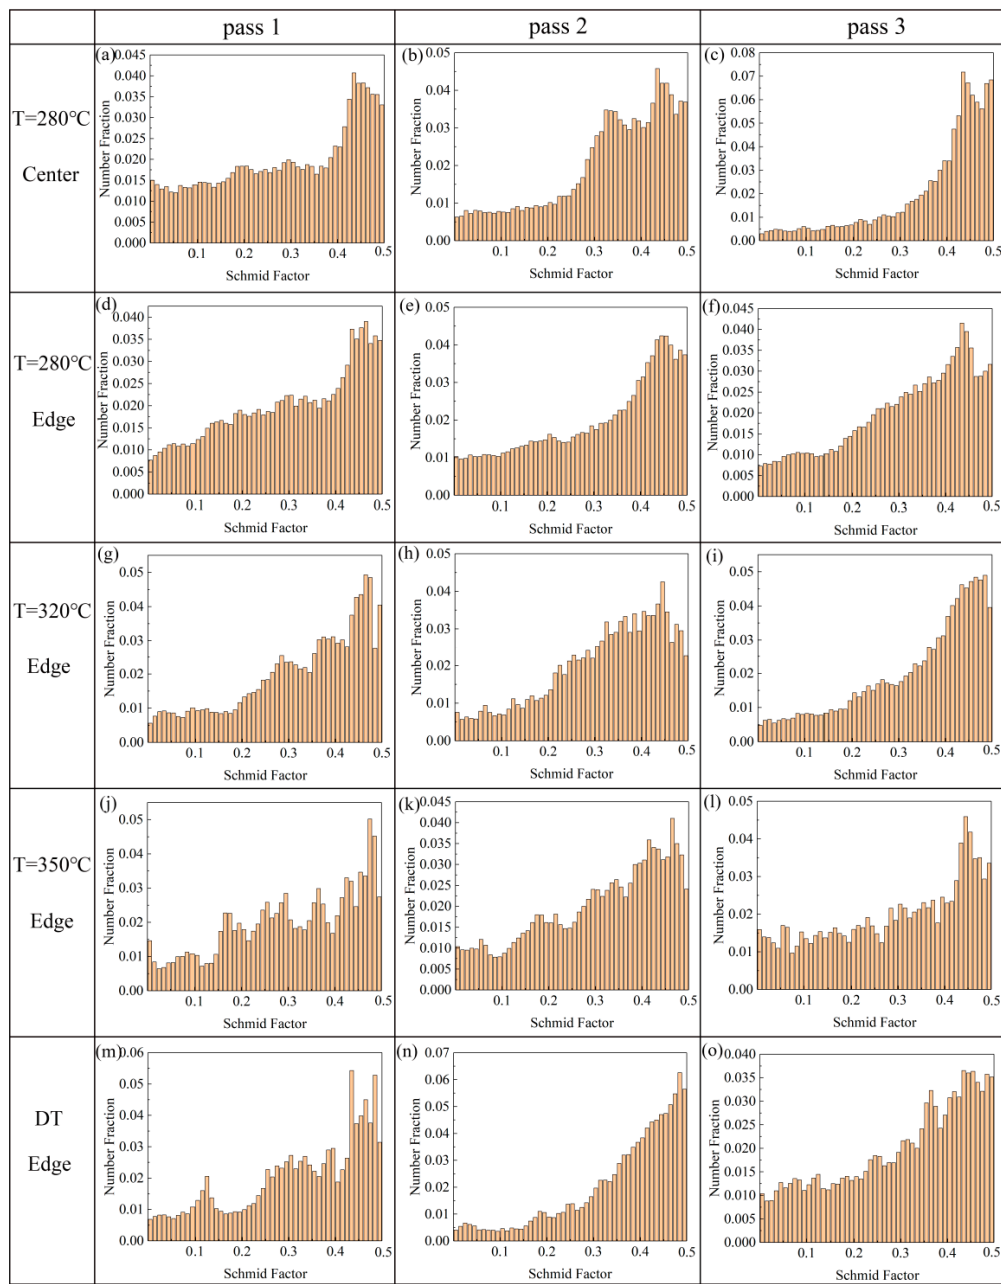 pass 1 pass 2 pass 3
T=280℃
Center
(a)
0.045
0.040
0.035
0.030
0.025
0.020
0.015
0.010
0.005
0.000
Number Fraction
0.1 0.2 0.3 0.4 0.5
Schmid Factor
(b)
0.05
0.04
0.03
0.02
0.01
0.00
Number Fraction
0.1 0.2 0.3 0.4 0.5
Schmid Factor
(c)
0.08
0.07
0.06
0.05
0.04
0.03
0.02
0.01
0.00
Number Fraction
0.1 0.2 0.3 0.4 0.5
Schmid Factor
T=280℃
Edge
(d)
0.040
0.035
0.030
0.025
0.020
0.015
0.010
0.005
0.000
Number Fraction
0.1 0.2 0.3 0.4 0.5
Schmid Factor
(e)
0.05
0.04
0.03
0.02
0.01
0.00
Number Fraction
0.1 0.2 0.3 0.4 0.5
Schmid Factor
(f)
0.045
0.040
0.035
0.030
0.025
0.020
0.015
0.010
0.005
0.000
Number Fraction
0.1 0.2 0.3 0.4 0.5
Schmid Factor
T=320℃
Edge
(g)
0.05
0.04
0.03
0.02
0.01
0.00
Number Fraction
0.1 0.2 0.3 0.4 0.5
Schmid Factor
(h)
0.05
0.04
0.03
0.02
0.01
0.00
Number Fraction
0.1 0.2 0.3 0.4 0.5
Schmid Factor
(i)
0.05
0.04
0.03
0.02
0.01
0.00
Number Fraction
0.1 0.2 0.3 0.4 0.5
Schmid Factor
T=350℃
Edge
(j)
0.05
0.04
0.03
0.02
0.01
0.00
Number Fraction
0.1 0.2 0.3 0.4 0.5
Schmid Factor
(k)
0.045
0.040
0.035
0.030
0.025
0.020
0.015
0.010
0.005
0.000
Number Fraction
0.1 0.2 0.3 0.4 0.5
Schmid Factor
(l)
0.05
0.04
0.03
0.02
0.01
0.00
Number Fraction
0.1 0.2 0.3 0.4 0.5
Schmid Factor
DT
Edge
(m)
0.06
0.05
0.04
0.03
0.02
0.01
0.00
Number Fraction
0.1 0.2 0.3 0.4 0.5
Schmid Factor
(n)
0.07
0.06
0.05
0.04
0.03
0.02
0.01
0.00
Number Fraction
0.1 0.2 0.3 0.4 0.5
Schmid Factor
(o)
0.040
0.035
0.030
0.025
0.020
0.015
0.010
0.005
0.000
Number Fraction
0.1 0.2 0.3 0.4 0.5
Schmid Factor